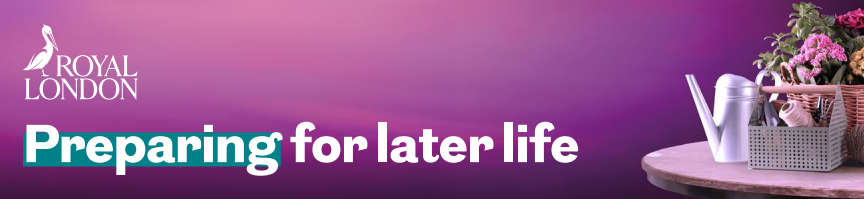 ROYAL
LONDON
Preparing for later life